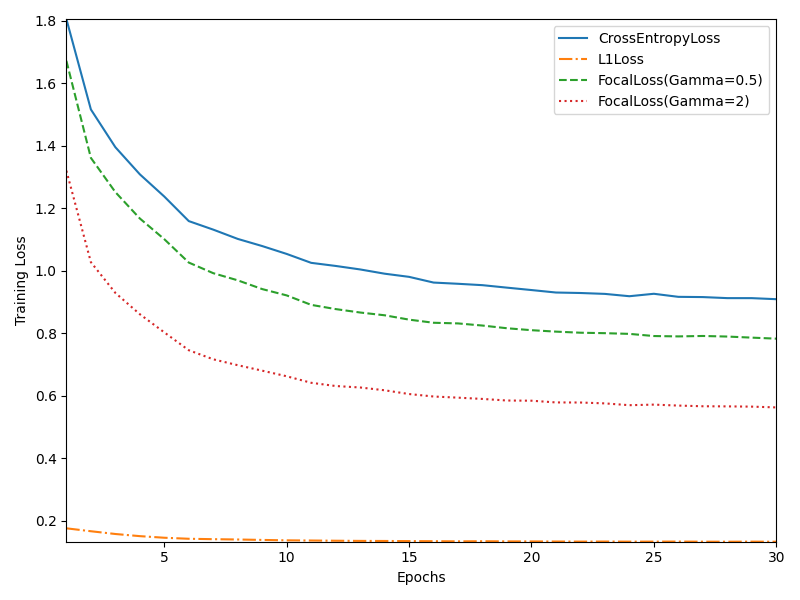 1.8
1.6
1.4
1.2
1.0
0.8
0.6
0.4
0.2
Training Loss
CrossEntropyLoss
L1Loss
FocalLoss(Gamma=0.5)
FocalLoss(Gamma=2)
5 10 15 20 25 30
Epochs